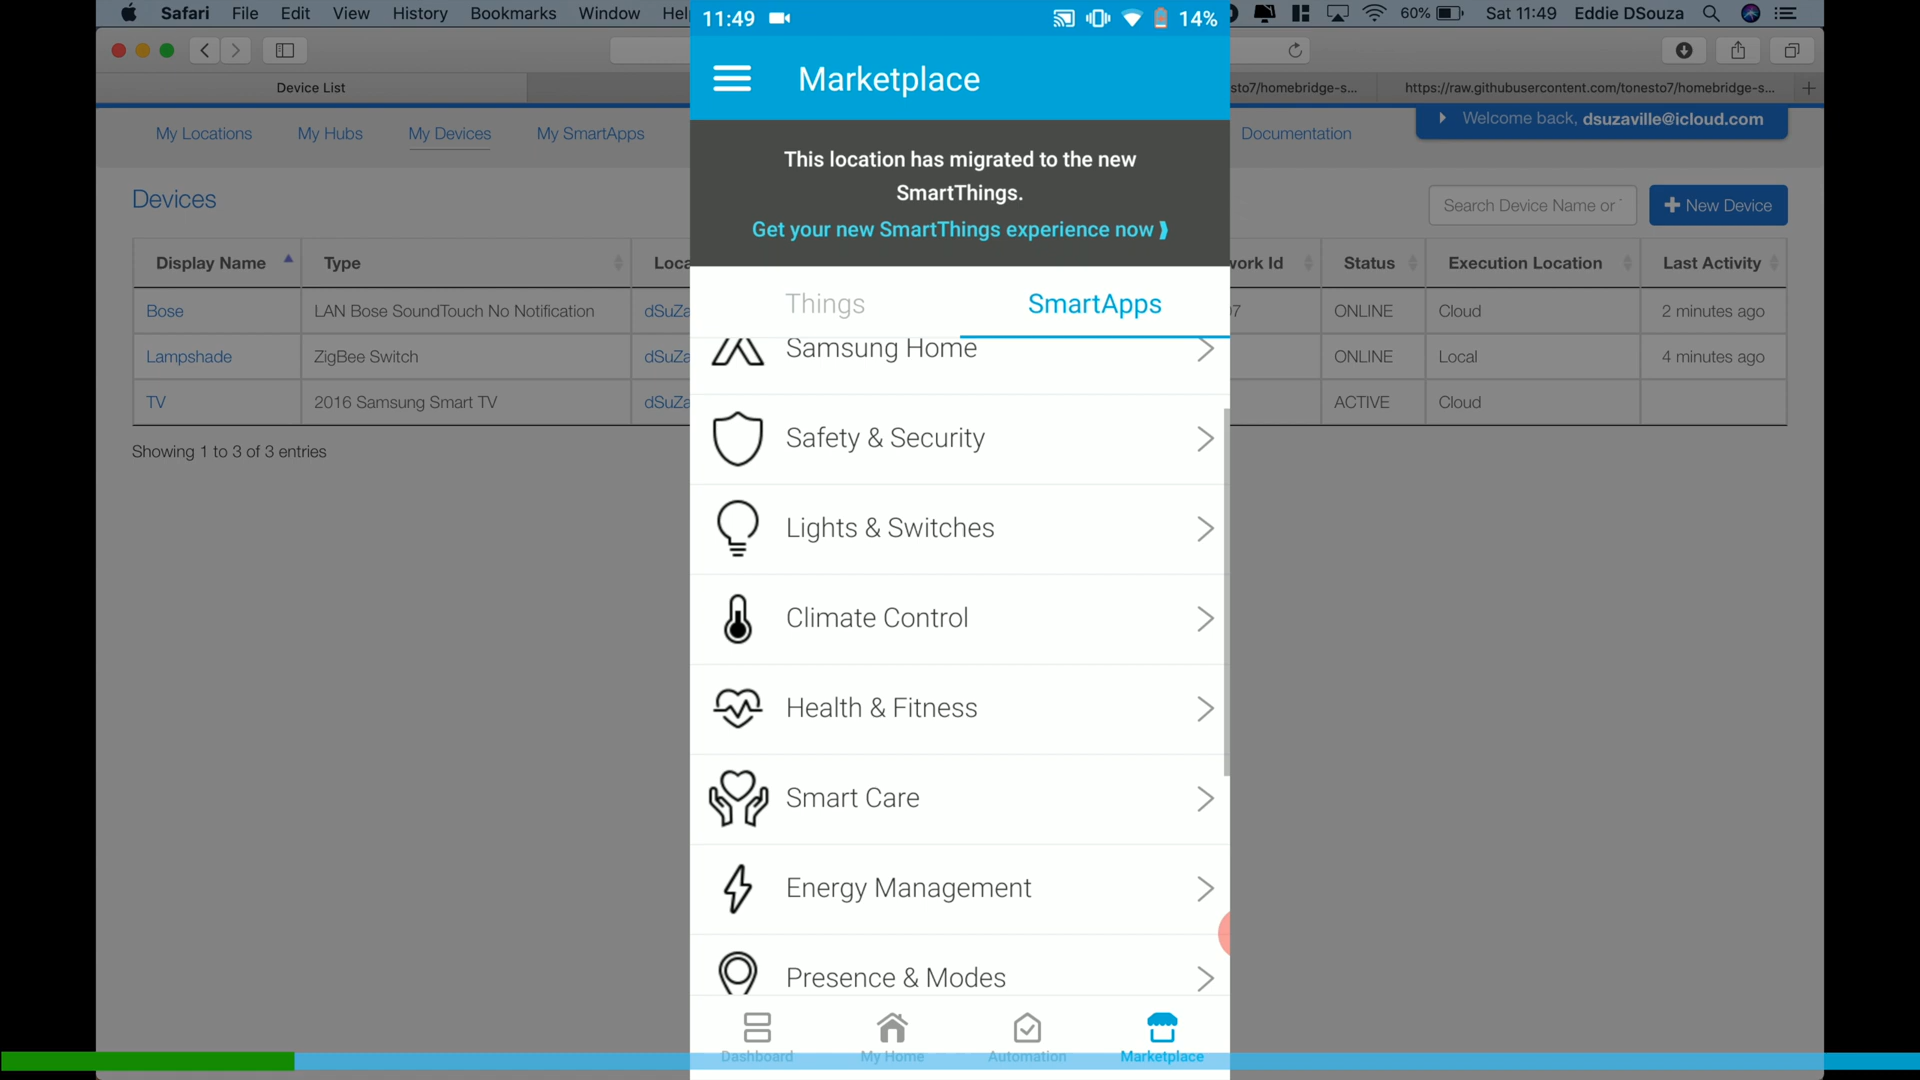 Safari File Edit View History Bookmarks Window
60% Sat 11:49 Eddie DSouza
11:49 14%
Marketplace
Device List
https://raw.githubusercontent.com/tonesto7/homebridge-s...
My Locations My Hubs My Devices My SmartApps
Documentation
Welcome back, dsuzaville@icloud.com
This location has migrated to the new
SmartThings.
Get your new SmartThings experience now
Devices
Search Device Name or
New Device
Display Name Type
Status Execution Location Last Activity
Bose LAN Bose SoundTouch No Notification
ONLINE Cloud 2 minutes ago
Lampshade ZigBee Switch
ONLINE Local 4 minutes ago
TV 2016 Samsung Smart TV
ACTIVE Cloud
Showing 1 to 3 of 3 entries
Things SmartApps
Samsung Home
Safety & Security
Lights & Switches
Climate Control
Health & Fitness
Smart Care
Energy Management
Presence & Modes
Dashboard My Home Automation Marketplace